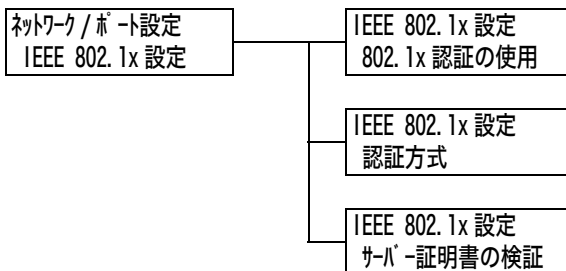 ﾈｯﾄﾜｰｸ / ﾎﾟｰﾄ設定
IEEE 802.1x 設定
IEEE 802.1x 設定
802.1x 認証の使用
IEEE 802.1x 設定
認証方式
IEEE 802.1x 設定
ｻｰﾊﾞｰ証明書の検証